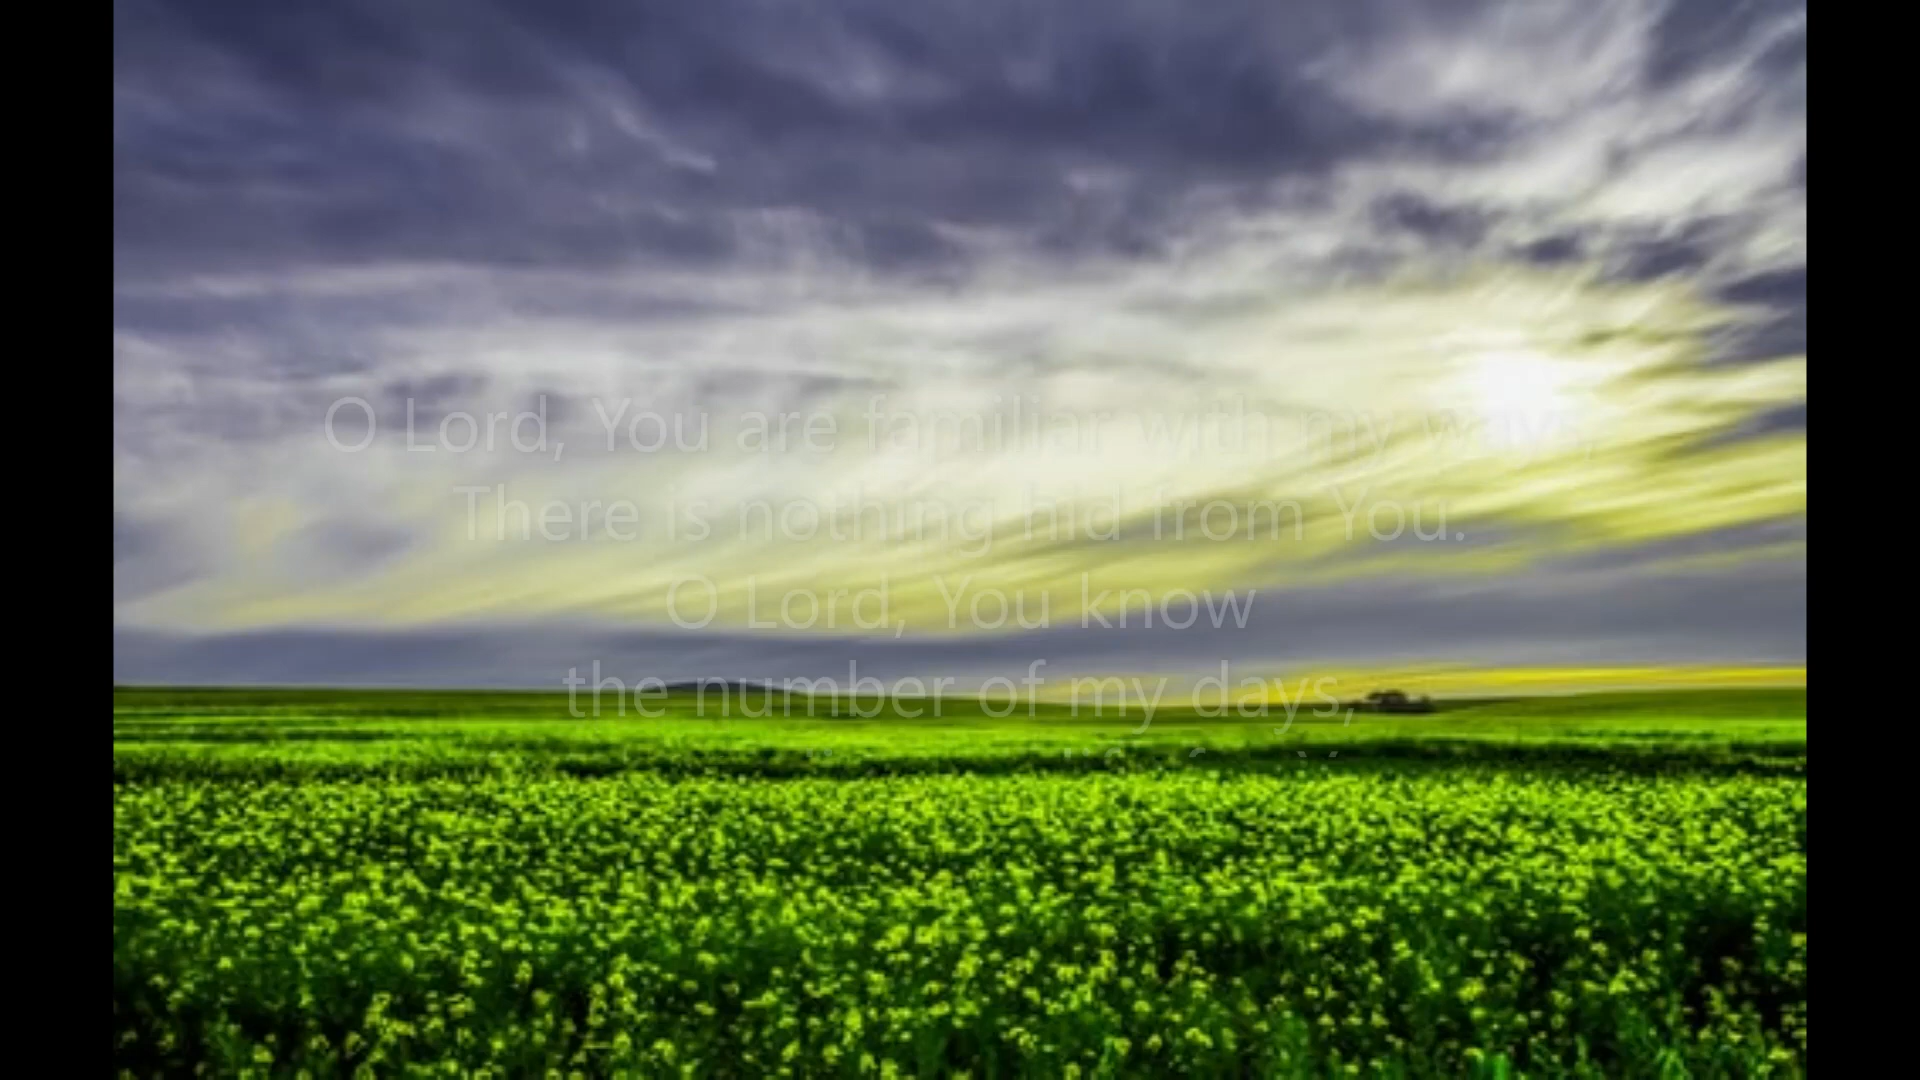 O Lord, You are familiar with my ways,
There is nothing hid from You.
O Lord, You know
the number of my days,